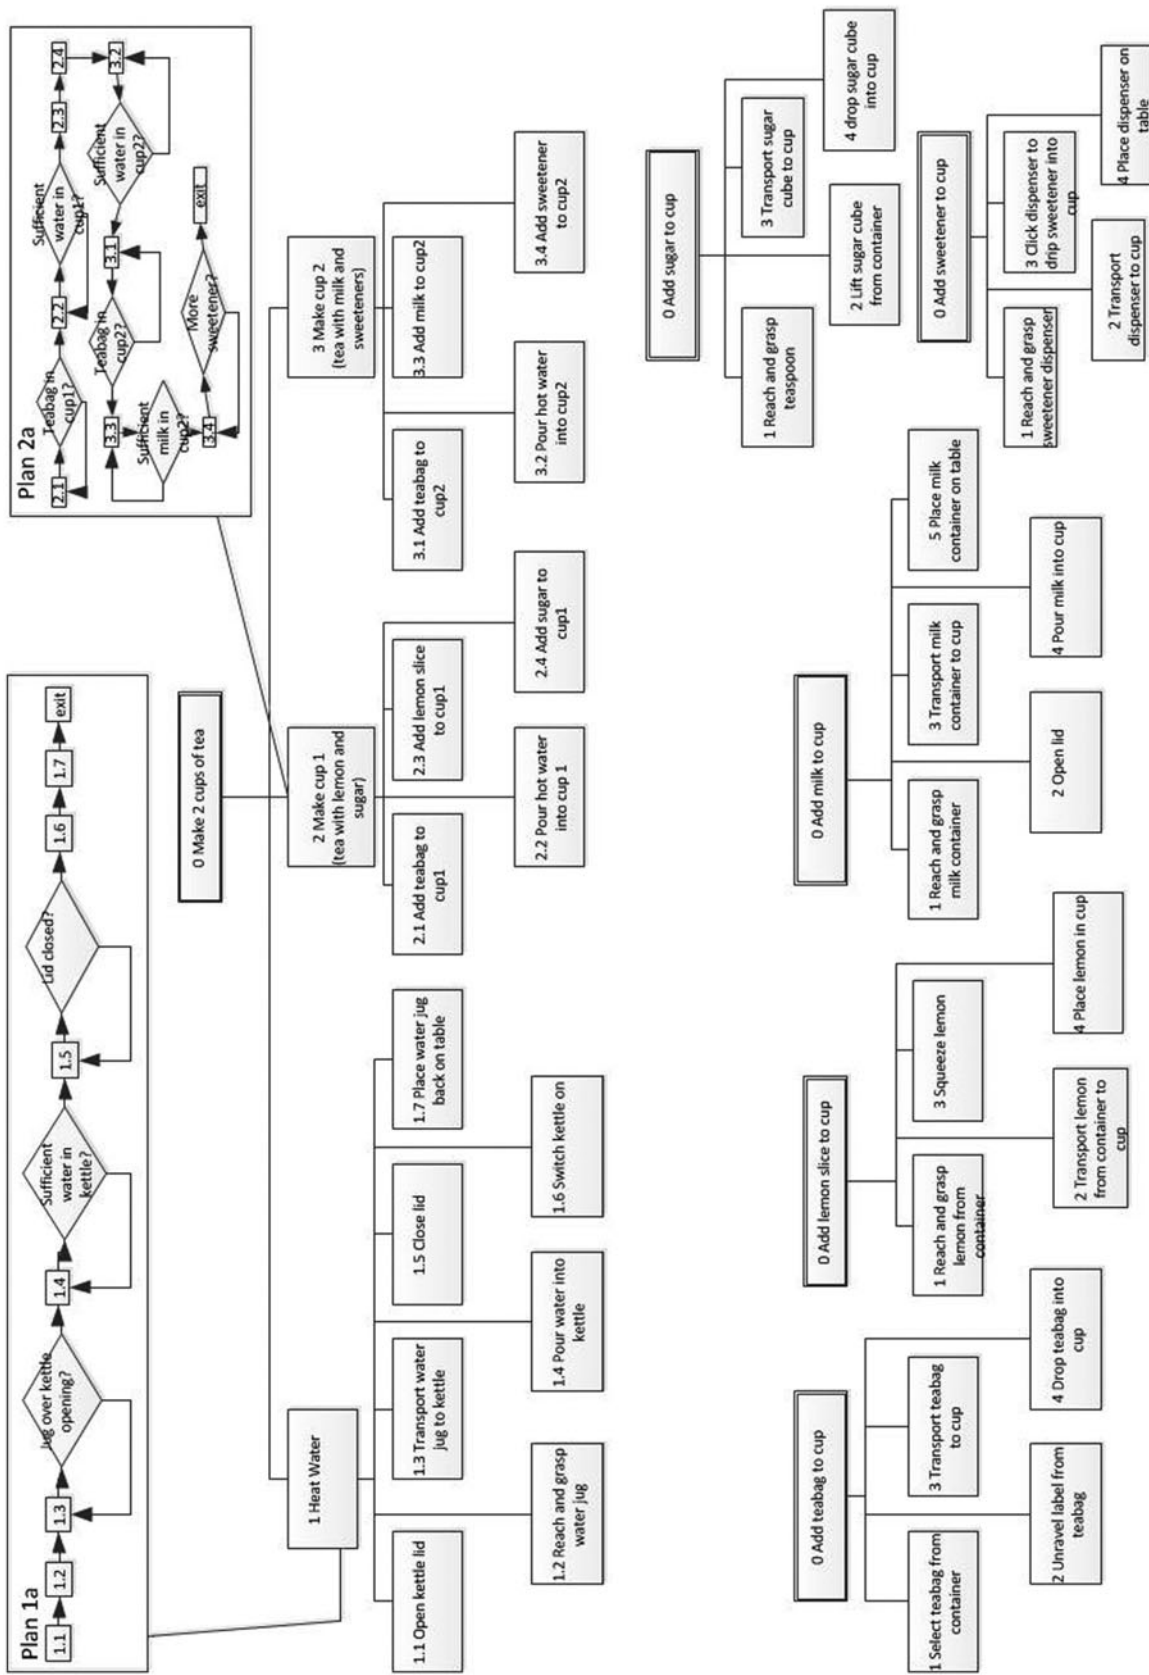 Plan 1a
1.1
1.2
1.3
Jug over kettle
opening?
1.4
Sufficient
water in
kettle?
1.5
Lid closed?
1.6
1.7
exit
Plan 2a
2.1
Teabag in
cup1?
2.2
Sufficient
water in
cup1?
2.3
2.4
3.2
Sufficient
water in
cup2?
3.1
Teabag in
cup2?
3.3
Sufficient
milk in
cup2?
3.4
More
sweetener?
exit
0 Make 2 cups of tea
1 Heat Water
2 Make cup 1
(tea with lemon and
sugar)
3 Make cup 2
(tea with milk and
sweeteners)
1.1 Open kettle lid
1.2 Reach and grasp
water jug
1.3 Transport water
jug to kettle
1.4 Pour water into
kettle
1.5 Close lid
1.6 Switch kettle on
1.7 Place water jug
back on table
2.1 Add teabag to
cup1
2.2 Pour hot water
into cup 1
2.3 Add lemon slice
to cup1
2.4 Add sugar to
cup1
3.1 Add teabag to
cup2
3.2 Pour hot water
into cup2
3.3 Add milk to cup2
3.4 Add sweetener
to cup2
0 Add teabag to cup
1 Select teabag from
container
2 Unravel label from
teabag
3 Transport teabag
to cup
4 Drop teabag into
cup
0 Add lemon slice to cup
1 Reach and grasp
lemon from
container
2 Transport lemon
from container to
cup
3 Squeeze lemon
4 Place lemon in cup
0 Add milk to cup
1 Reach and grasp
milk container
2 Open lid
3 Transport milk
container to cup
4 Pour milk into cup
5 Place milk
container on table
0 Add sugar to cup
1 Reach and grasp
teaspoon
2 Lift sugar cube
from container
3 Transport sugar
cube to cup
4 drop sugar cube
into cup
0 Add sweetener to cup
1 Reach and grasp
sweetener dispenser
2 Transport
dispenser to cup
3 Click dispenser to
drip sweetener into
cup
4 Place dispenser on
table